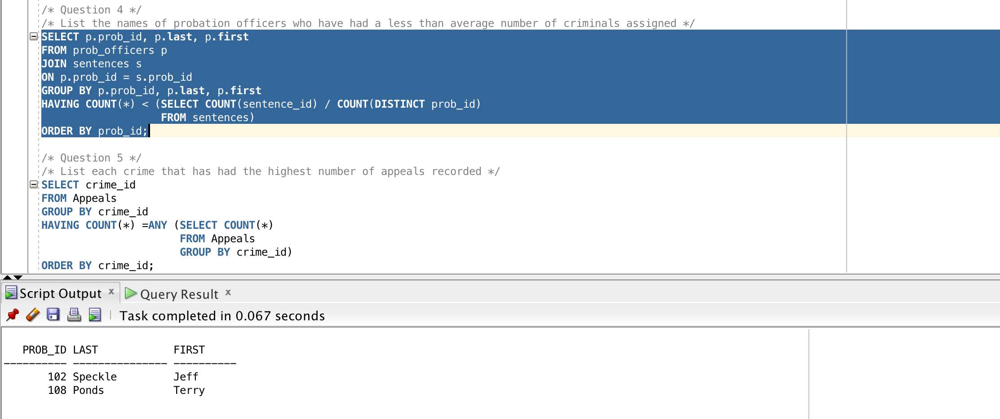 /* Question 4 */
/* List the names of probation officers who have had a less than average number of criminals assigned */
SELECT p.prob_id, p.last, p.first
FROM prob_officers p
JOIN sentences s
ON p.prob_id = s.prob_id
GROUP BY p.prob_id, p.last, p.first
HAVING COUNT(*) < (SELECT COUNT(sentence_id) / COUNT(DISTINCT prob_id)
FROM sentences)
ORDER BY prob_id;
/* Question 5 */
/* List each crime that has had the highest number of appeals recorded */
SELECT crime_id
FROM Appeals
GROUP BY crime_id
HAVING COUNT(*) =ANY (SELECT COUNT(*)
FROM Appeals
GROUP BY crime_id)
ORDER BY crime_id;
Script Output x Query Result x
Task completed in 0.067 seconds
PROB_ID LAST FIRST
---------- --------------- ----------
102 Speckle Jeff
108 Ponds Terry